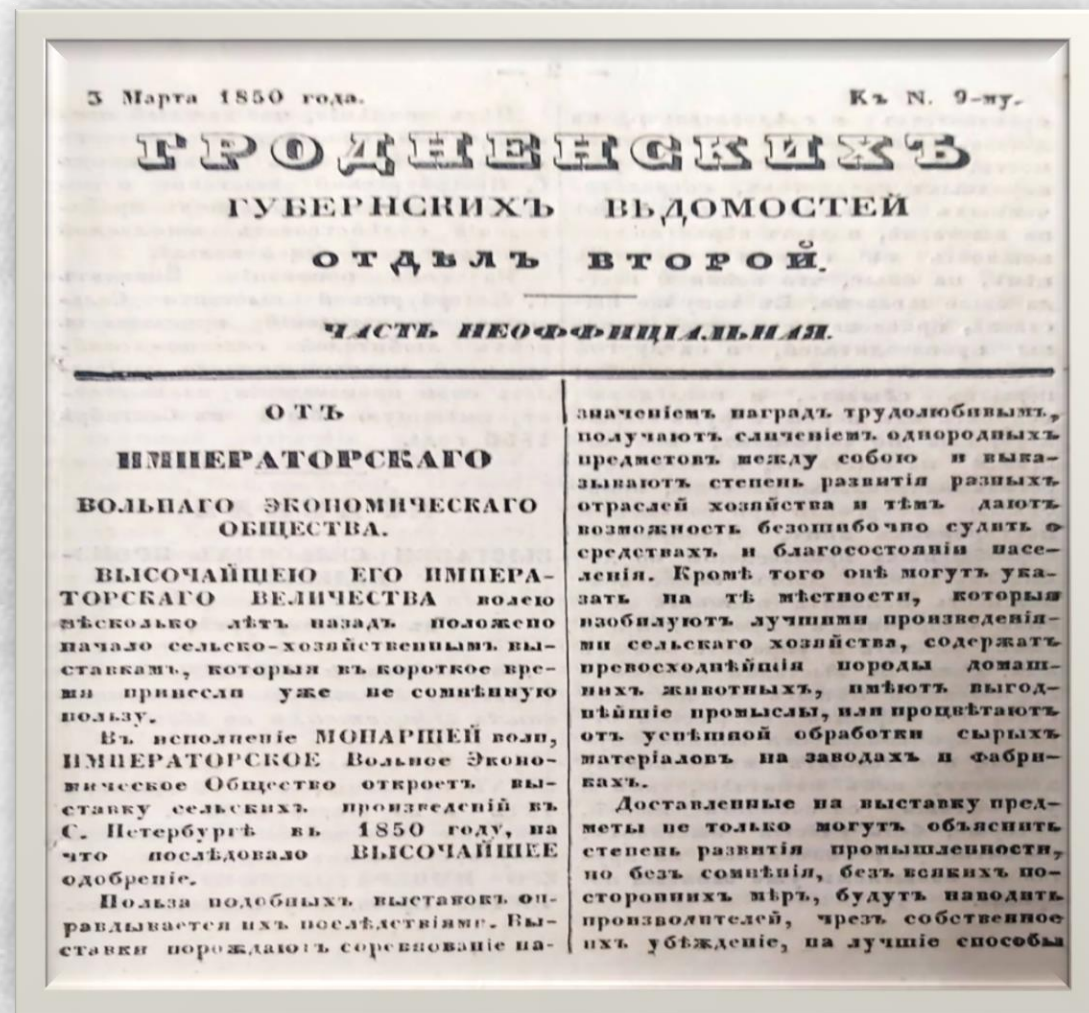 3 Марта 1850 года.
Къ N. 9-му.
ГРОДНЕНСКИХЪ
ГУБЕРНСКИХЪ ВѢДОМОСТЕЙ
ОТДѢЛЪ ВТОРОЙ.
ЧАСТЬ НЕОФФИЦІАЛЬНАЯ.
ОТЪ
ИМПЕРАТОРСКАГО
ВОЛЬНАГО ЭКОНОМИЧЕСКАГО
ОБЩЕСТВА.
ВЫСОЧАЙШЕЮ ЕГО ИМПЕРА-
ТОРСКАГО ВЕЛИЧЕСТВА волею
нѣсколько лѣтъ назадъ положено
начало сельско-хозяйственнымъ вы-
ставкамъ, которыя въ короткое вре-
мя принесли уже не сомнѣнную
пользу.
Въ исполненіе МОНАРШЕЙ воли,
ИМПЕРАТОРСКОЕ Вольное Эконо-
мическое Общество откроетъ вы-
ставку сельскихъ произведеній въ
С. Петербургѣ въ 1850 году, на
что послѣдовало ВЫСОЧАЙШЕЕ
одобреніе.
Польза подобныхъ выставокъ оп-
равдывается ихъ послѣдствіями. Вы-
ставки порождаютъ соревнованіе на-
значеніемъ наградъ трудолюбивымъ,
получаютъ сличеніемъ однородныхъ
предметовъ между собою и выка-
зываютъ степень развитія разныхъ
отраслей хозяйства и тѣмъ даютъ
возможность безошибочно судить о
средствахъ и благосостояніи насе-
ленія. Кромѣ того онѣ могутъ ука-
зать на тѣ мѣстности, которыя
изобилуютъ лучшими произведенія-
ми сельскаго хозяйства, содержатъ
превосходнѣйшія породы домаш-
нихъ животныхъ, имѣютъ выгод-
нѣйшіе промыслы, или процвѣтаютъ
отъ успѣшной обработки сырыхъ
матеріаловъ на заводахъ и фабри-
кахъ.
Доставленные на выставку пред-
меты не только могутъ объяснить
степень развитія промышленности,
но безъ сомнѣнія, безъ всякихъ по-
стороннихъ мѣръ, будутъ наводить
производителей, чрезъ собственное
ихъ убѣжденіе, на лучшіе способы